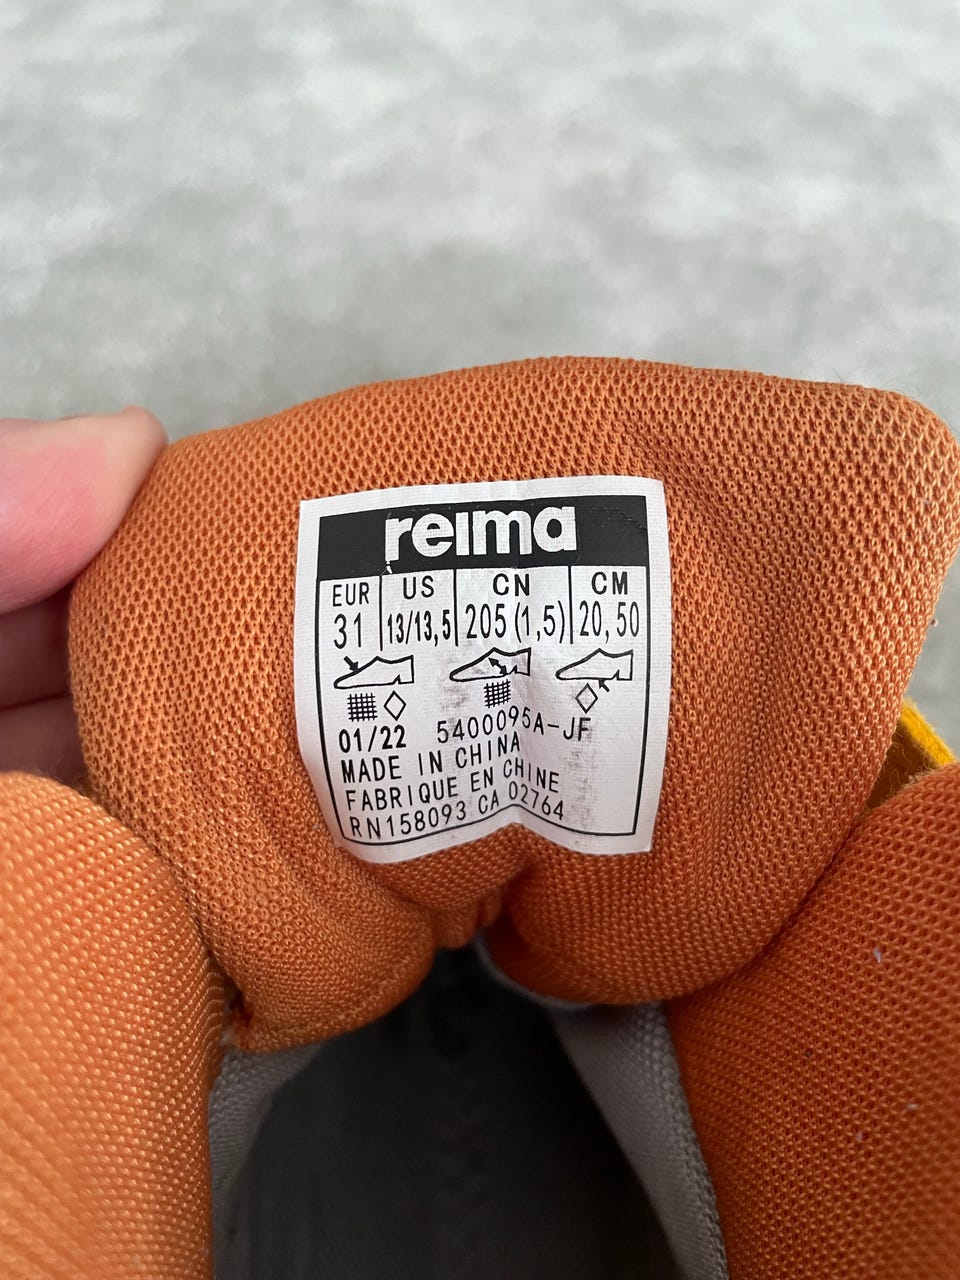 reima
EUR US CN CM
31 13/13,5 205(1,5) 20,50
01/22 5400095A-JF
MADE IN CHINA
FABRIQUE EN CHINE
RN158093 CA 02764